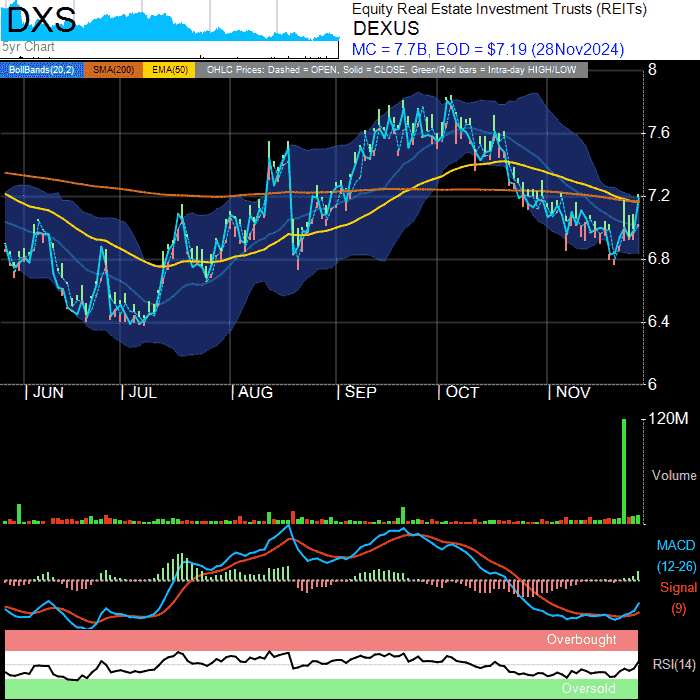 DXS
5yr Chart
Equity Real Estate Investment Trusts (REITs)
DEXUS
MC = 7.7B, EOD = $7.19 (28Nov2024)
BollBands(20,2) SMA(200) EMA(50) OHLC Prices: Dashed = OPEN, Solid = CLOSE, Green/Red bars = Intra-day HIGH/LOW
8
7.6
7.2
6.8
6.4
6
JUN JUL AUG SEP OCT NOV
120M
Volume
MACD
(12-26)
Signal
(9)
Overbought
RSI(14)
Oversold